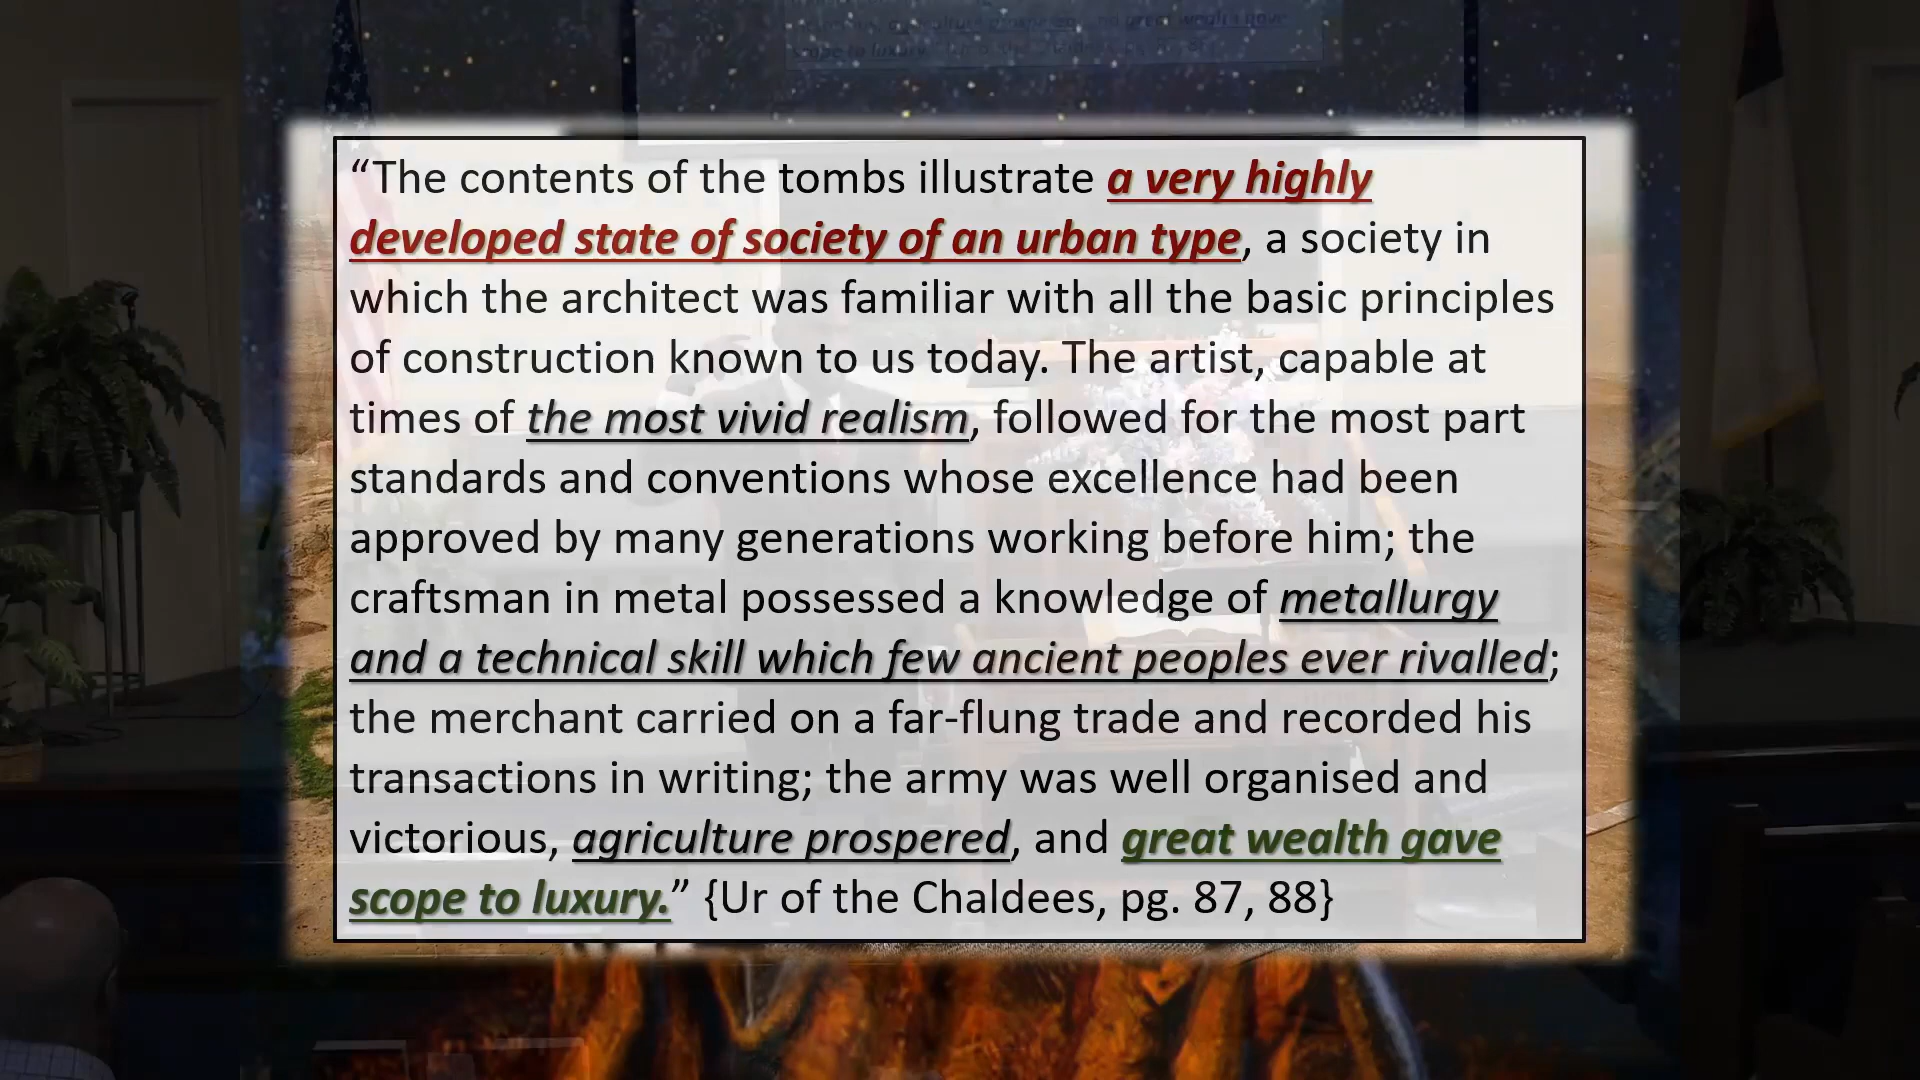 “The contents of the tombs illustrate a very highly
developed state of society of an urban type, a society in
which the architect was familiar with all the basic principles
of construction known to us today. The artist, capable at
times of the most vivid realism, followed for the most part
standards and conventions whose excellence had been
approved by many generations working before him; the
craftsman in metal possessed a knowledge of metallurgy
and a technical skill which few ancient peoples ever rivalled;
the merchant carried on a far-flung trade and recorded his
transactions in writing; the army was well organised and
victorious, agriculture prospered, and great wealth gave
scope to luxury.” {Ur of the Chaldees, pg. 87, 88}